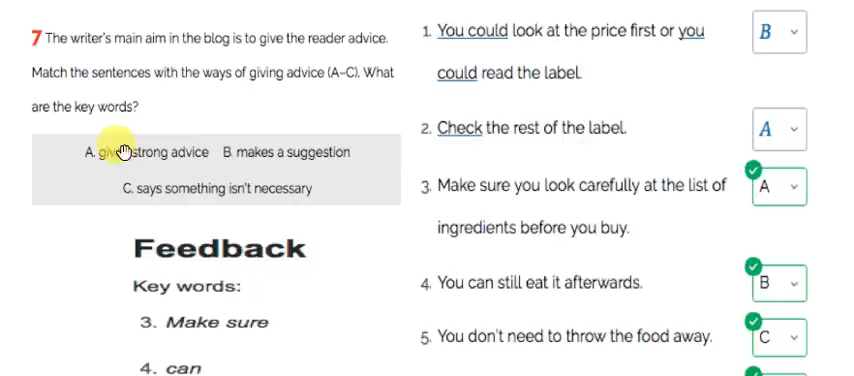 7 The writer's main aim in the blog is to give the reader advice.
Match the sentences with the ways of giving advice (A–C). What
are the key words?
A. gives strong advice B. makes a suggestion
C. says something isn't necessary
Feedback
Key words:
3. Make sure
4. can
1. You could look at the price first or you
could read the label.
B
2. Check the rest of the label.
A
3. Make sure you look carefully at the list of
ingredients before you buy.
A
4. You can still eat it afterwards.
B
5. You don't need to throw the food away.
C